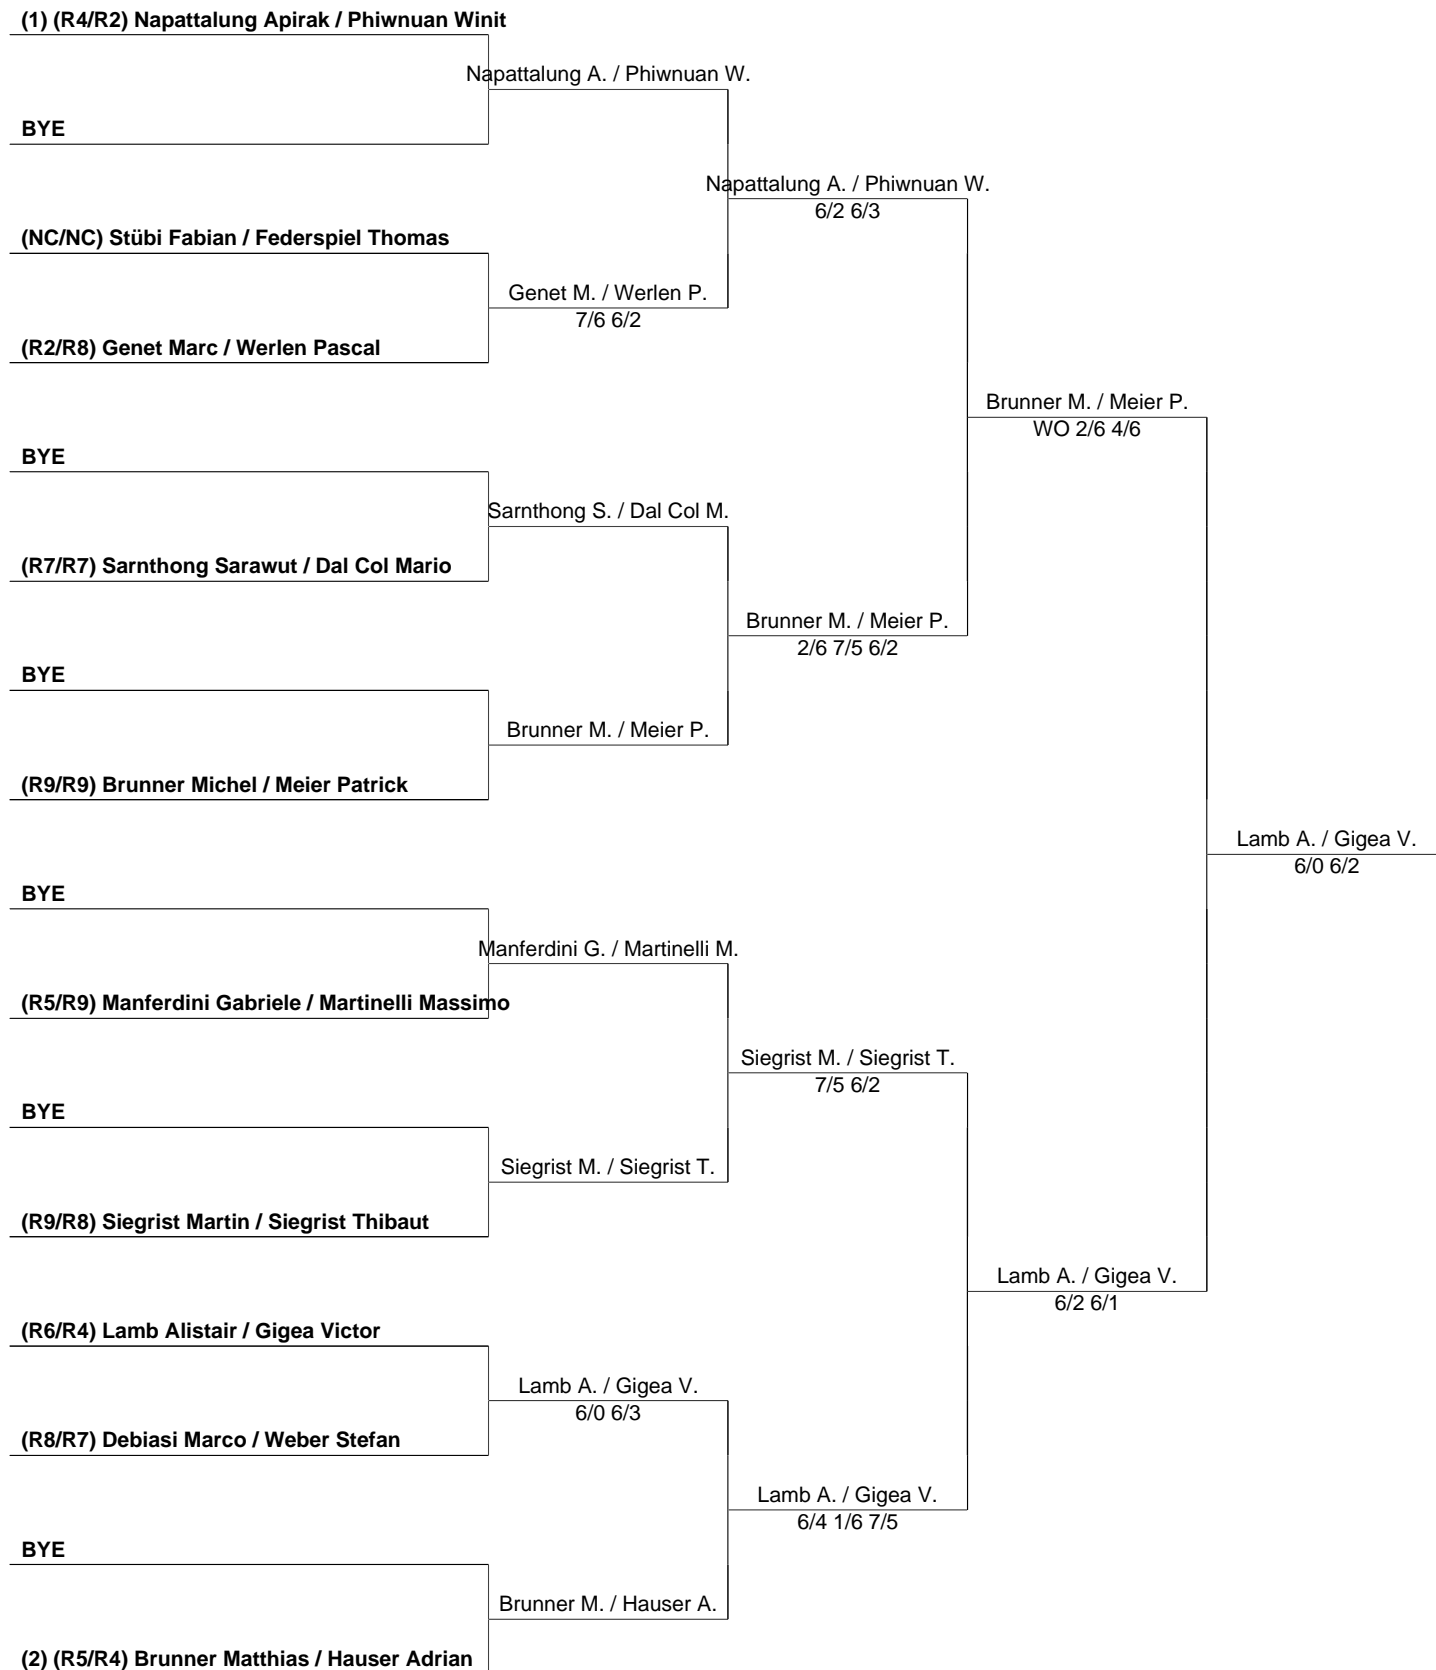 (1) (R4/R2) Napattalung Apirak / Phiwnuan Winit
Napattalung A. / Phiwnuan W.
BYE
Napattalung A. / Phiwnuan W.
6/2 6/3
(NC/NC) Stübi Fabian / Federspiel Thomas
Genet M. / Werlen P.
7/6 6/2
(R2/R8) Genet Marc / Werlen Pascal
Brunner M. / Meier P.
WO 2/6 4/6
BYE
Sarnthong S. / Dal Col M.
(R7/R7) Sarnthong Sarawut / Dal Col Mario
Brunner M. / Meier P.
2/6 7/5 6/2
BYE
Brunner M. / Meier P.
(R9/R9) Brunner Michel / Meier Patrick
Lamb A. / Gigea V.
6/0 6/2
BYE
Manferdini G. / Martinelli M.
(R5/R9) Manferdini Gabriele / Martinelli Massimo
Siegrist M. / Siegrist T.
7/5 6/2
BYE
Siegrist M. / Siegrist T.
(R9/R8) Siegrist Martin / Siegrist Thibaut
Lamb A. / Gigea V.
6/2 6/1
(R6/R4) Lamb Alistair / Gigea Victor
Lamb A. / Gigea V.
6/0 6/3
(R8/R7) Debiasi Marco / Weber Stefan
Lamb A. / Gigea V.
6/4 1/6 7/5
BYE
Brunner M. / Hauser A.
(2) (R5/R4) Brunner Matthias / Hauser Adrian